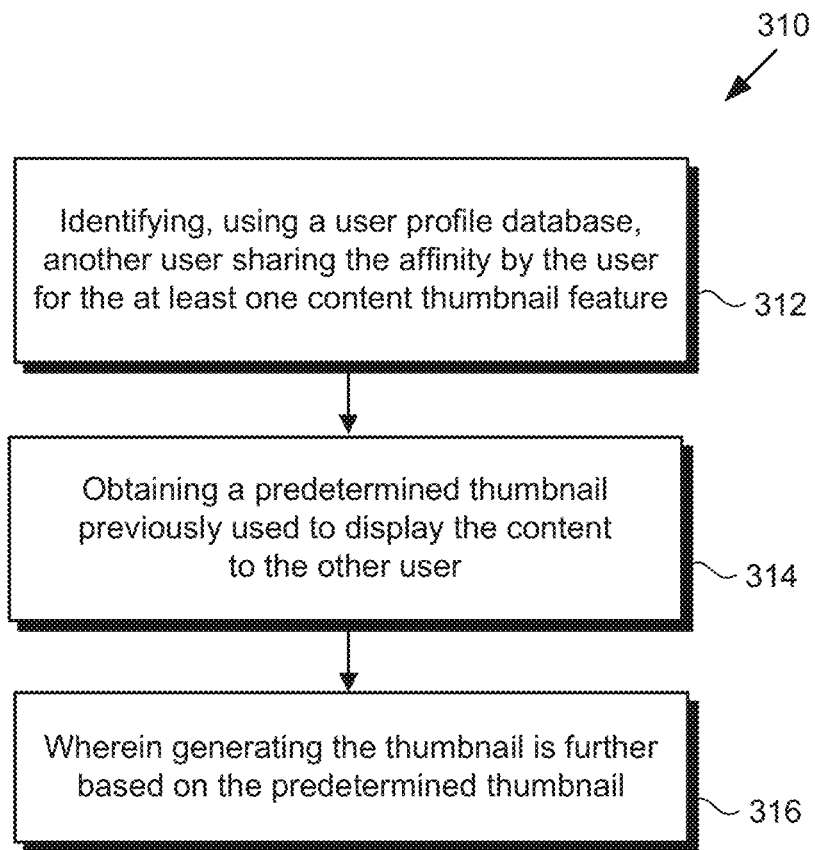 310
Identifying, using a user profile database,
another user sharing the affinity by the user
for the at least one content thumbnail feature
312
Obtaining a predetermined thumbnail
previously used to display the content
to the other user
314
Wherein generating the thumbnail is further
based on the predetermined thumbnail
316